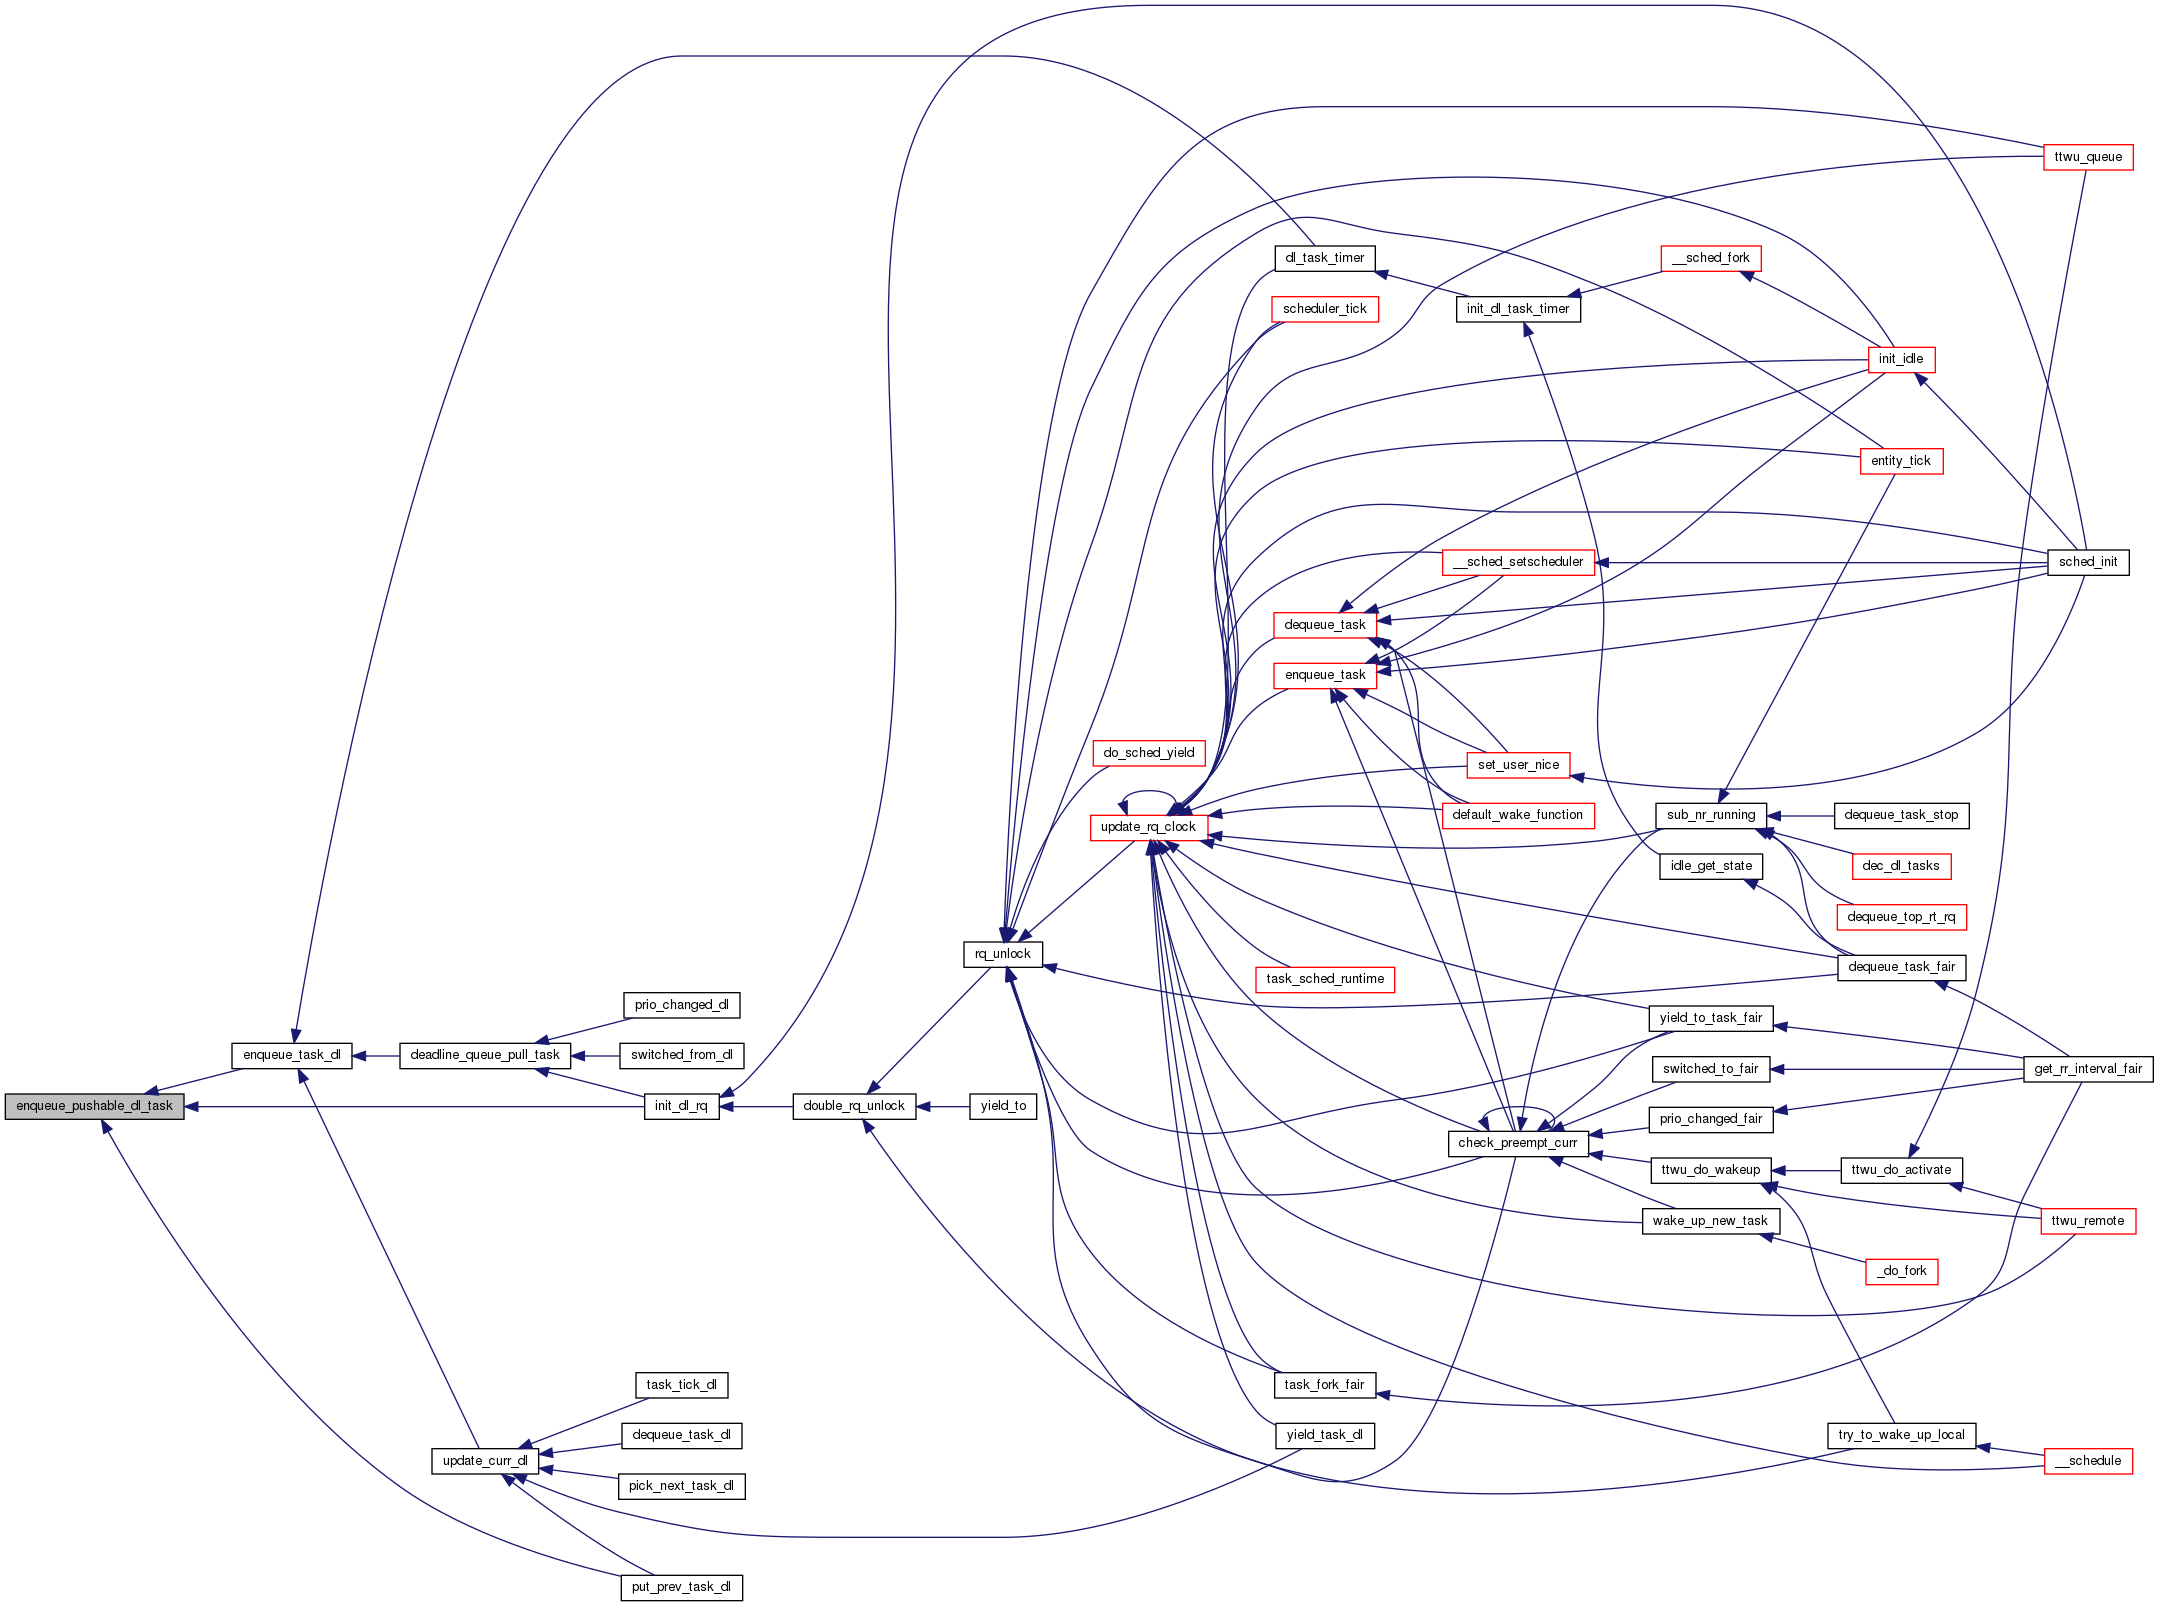 ttwu_queue
dl_task_timer
__sched_fork
scheduler_tick
init_dl_task_timer
init_idle
entity_tick
__sched_setscheduler
sched_init
dequeue_task
enqueue_task
do_sched_yield
set_user_nice
update_rq_clock
default_wake_function
sub_nr_running
dequeue_task_stop
idle_get_state
dec_dl_tasks
dequeue_top_rt_rq
rq_unlock
task_sched_runtime
dequeue_task_fair
prio_changed_dl
yield_to_task_fair
enqueue_task_dl
deadline_queue_pull_task
switched_from_dl
switched_to_fair
get_rr_interval_fair
enqueue_pushable_dl_task
init_dl_rq
double_rq_unlock
yield_to
prio_changed_fair
check_preempt_curr
ttwu_do_wakeup
ttwu_do_activate
wake_up_new_task
ttwu_remote
_do_fork
task_tick_dl
task_fork_fair
dequeue_task_dl
yield_task_dl
try_to_wake_up_local
update_curr_dl
__schedule
pick_next_task_dl
put_prev_task_dl